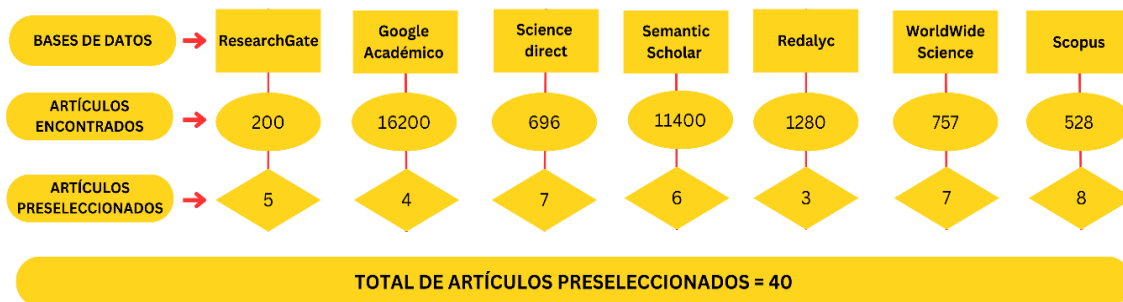 BASES DE DATOS
ResearchGate
Google
Académico
Science
direct
Semantic
Scholar
Redalyc
WorldWide
Science
Scopus
ARTÍCULOS
ENCONTRADOS
200
16200
696
11400
1280
757
528
ARTÍCULOS
PRESELECCIONADOS
5
4
7
6
3
7
8
TOTAL DE ARTÍCULOS PRESELECCIONADOS = 40